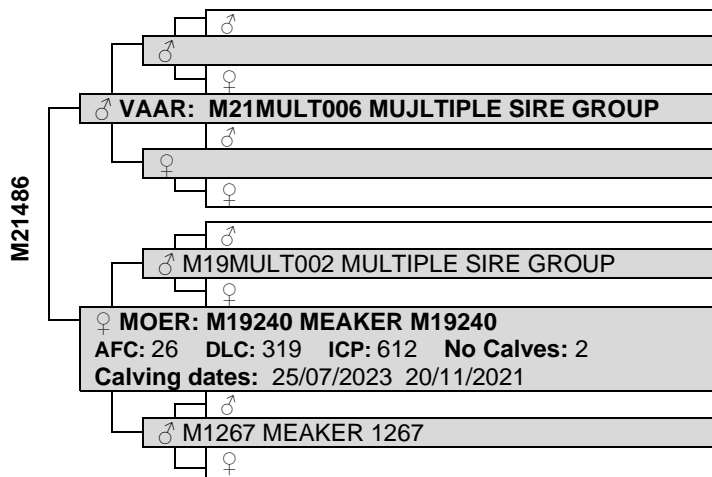 ♂
♂
♀
♂ VAAR: M21MULT006 MUJLTIPLE SIRE GROUP
♂
♀
♀
M21486
♂
♂ M19MULT002 MULTIPLE SIRE GROUP
♀
♀ MOER: M19240 MEAKER M19240
AFC: 26 DLC: 319 ICP: 612 No Calves: 2
Calving dates: 25/07/2023 20/11/2021
♂
♂ M1267 MEAKER 1267
♀